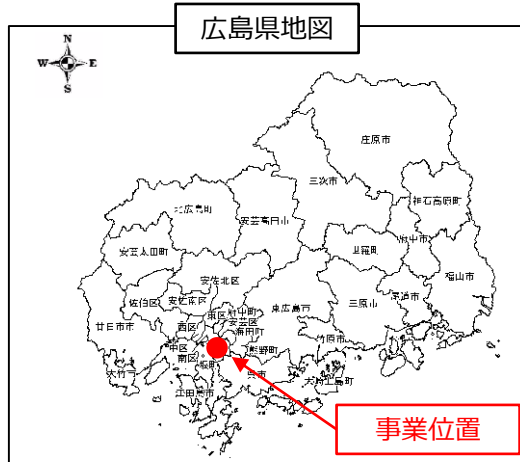 広島県地図
N
W E
S
庄原市
三次市
神石高原町
北広島町
安芸高田市
府中市
世羅町
安芸太田町
福山市
安佐北区
尾道市
三原市
東広島市
佐伯区
安佐南区
府中町
東区
安芸区
廿日市市
西区
海田町
竹原市
中区
熊野町
南区
坂町
大竹市
呉市
大崎上島町
江田島市
事業位置